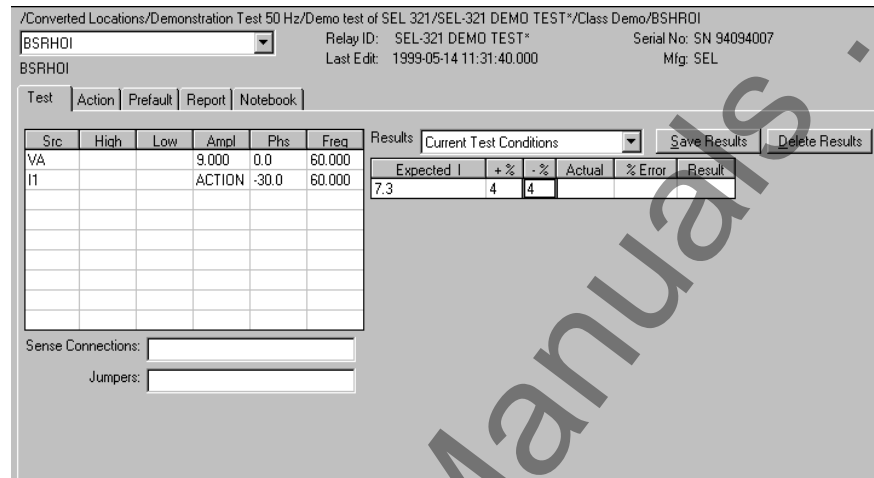 /Converted Locations/Demonstration Test 50 Hz/Demo test of SEL 321/SEL-321 DEMO TEST*/Class Demo/BSHROI
BSRHOI
Relay ID: SEL-321 DEMO TEST* Serial No: SN 94094007
BSRHOI
Last Edit: 1999-05-14 11:31:40.000 Mfg: SEL
Test Action Prefault Report Notebook
Results Current Test Conditions Save Results Delete Results
Src High Low Ampl Phs Freq
VA 9.000 0.0 60.000
I1 ACTION -30.0 60.000
Expected I + % - % Actual % Error Result
7.3 4 4
Sense Connections:
Jumpers:
Manuals .